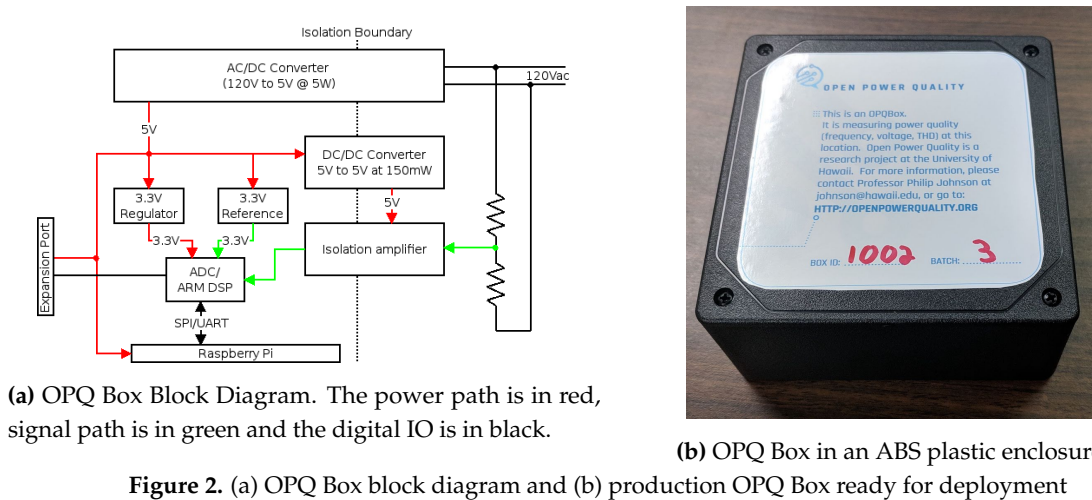 Isolation Boundary
AC/DC Converter
(120V to 5V @ 5W)
120Vac
5V
DC/DC Converter
5V to 5V at 150mW
3.3V
Regulator
3.3V
Reference
5V
3.3V
3.3V
Isolation amplifier
Expansion Port
ADC/
ARM DSP
SPI/UART
Raspberry Pi
(a) OPQ Box Block Diagram. The power path is in red,
signal path is in green and the digital IO is in black.
OPEN POWER QUALITY
This is an OPQBox.
It is measuring power quality
(frequency, voltage, THD) at this
location. Open Power Quality is a
research project at the University of
Hawaii. For more information, please
contact Professor Philip Johnson at
johnson@hawaii.edu, or go to:
HTTP://OPENPOWERQUALITY.ORG
BOX ID: 1002 BATCH: 3
(b) OPQ Box in an ABS plastic enclosur
Figure 2. (a) OPQ Box block diagram and (b) production OPQ Box ready for deployment